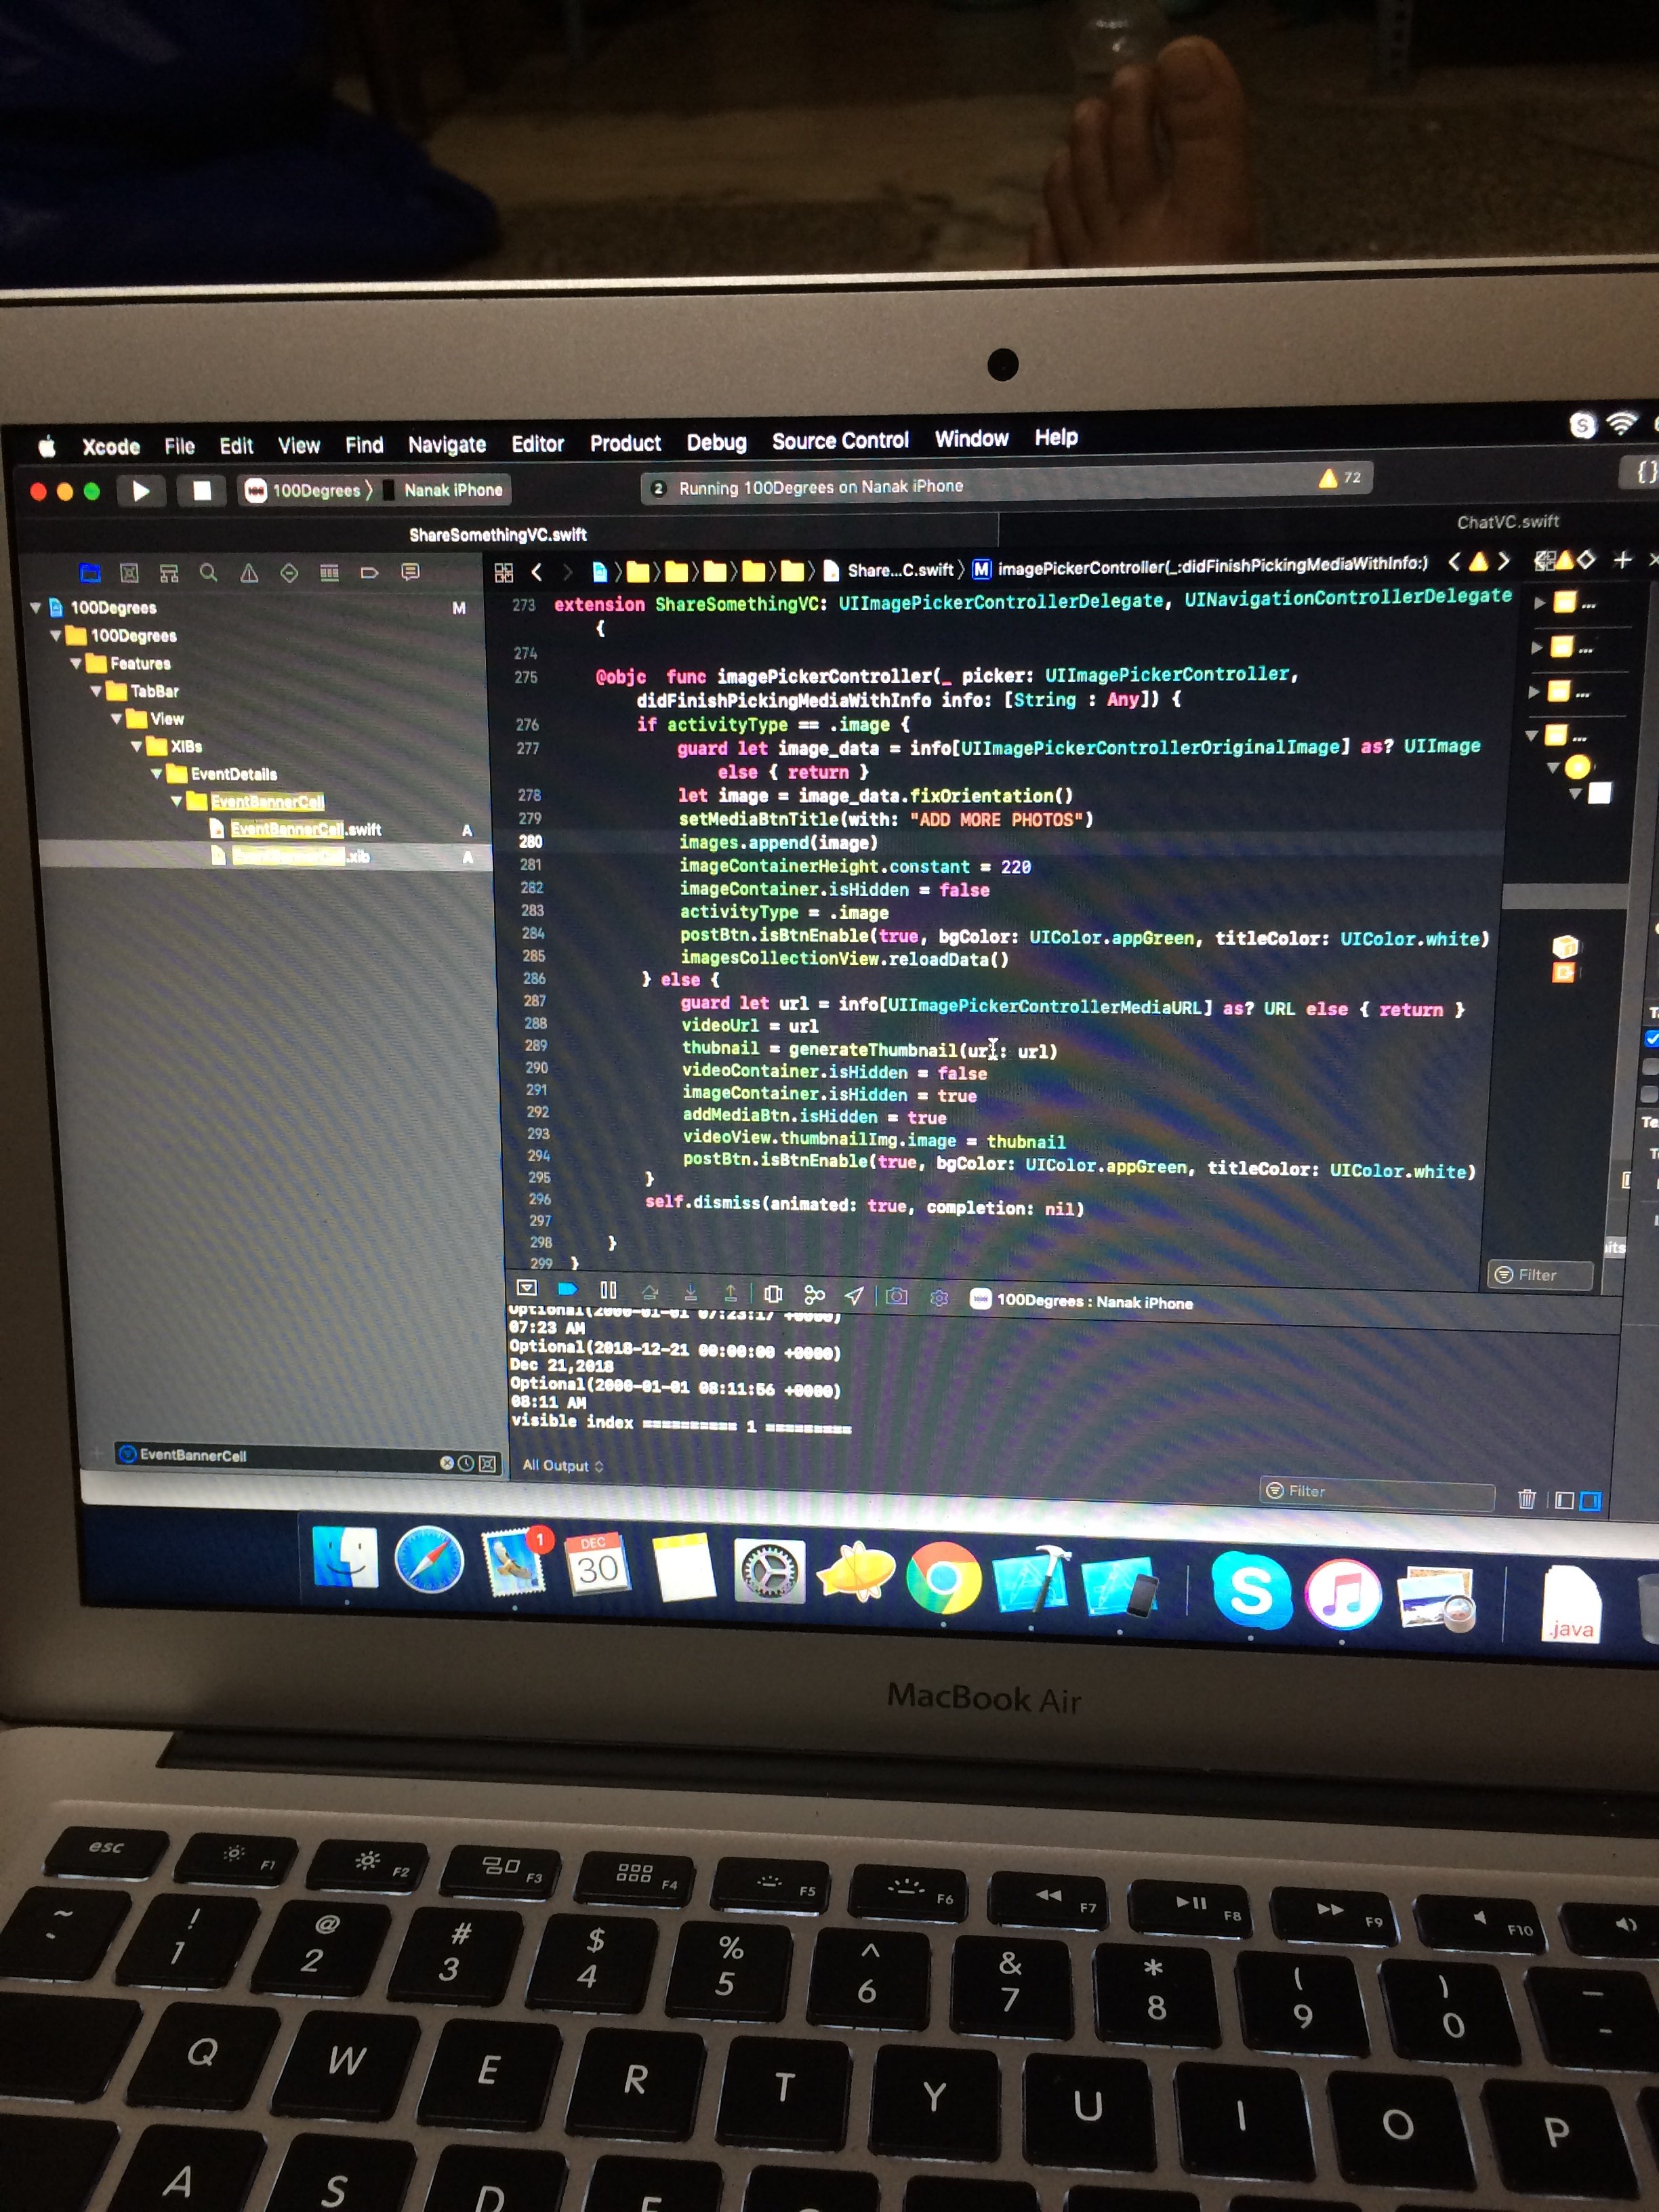 Xcode File Edit View Find Navigate Editor Product Debug Source Control Window Help
100Degrees 〉 Nanak iPhone
2 Running 100Degrees on Nanak iPhone
72
{}
ShareSomethingVC.swift
ChatVC.swift
Share...C.swift 〉 M imagePickerController(_:didFinishPickingMediaWithInfo:)
100Degrees M
100Degrees
Features
TabBar
View
XIBs
EventDetails
EventBannerCell
EventBannerCell.swift A
EventBannerCell.xib A
EventBannerCell
273 extension ShareSomethingVC: UIImagePickerControllerDelegate, UINavigationControllerDelegate
{
274
275 @objc func imagePickerController(_ picker: UIImagePickerController,
didFinishPickingMediaWithInfo info: [String : Any]) {
276 if activityType == .image {
277 guard let image_data = info[UIImagePickerControllerOriginalImage] as? UIImage
else { return }
278 let image = image_data.fixOrientation()
279 setMediaBtnTitle(with: "ADD MORE PHOTOS")
280 images.append(image)
281 imageContainerHeight.constant = 220
282 imageContainer.isHidden = false
283 activityType = .image
284 postBtn.isBtnEnable(true, bgColor: UIColor.appGreen, titleColor: UIColor.white)
285 imagesCollectionView.reloadData()
286 } else {
287 guard let url = info[UIImagePickerControllerMediaURL] as? URL else { return }
288 videoUrl = url
289 thubnail = generateThumbnail(url: url)
290 videoContainer.isHidden = false
291 imageContainer.isHidden = true
292 addMediaBtn.isHidden = true
293 videoView.thumbnailImg.image = thubnail
294 postBtn.isBtnEnable(true, bgColor: UIColor.appGreen, titleColor: UIColor.white)
295 }
296 self.dismiss(animated: true, completion: nil)
297
298 }
299 }
Filter
100Degrees : Nanak iPhone
Optional(2000-01-01 07:23:17 +0000)
07:23 AM
Optional(2018-12-21 00:00:00 +0000)
Dec 21,2018
Optional(2000-01-01 08:11:56 +0000)
08:11 AM
visible index ========== 1 =========
All Output
Filter
1
DEC
30
S
.java
MacBook Air
esc F1 F2 F3 F4 F5 F6 F7 F8 F9 F10
~ ! @ # $ % ^ & * ( )
1 2 3 4 5 6 7 8 9 0
Q W E R T Y U I O P
A S D